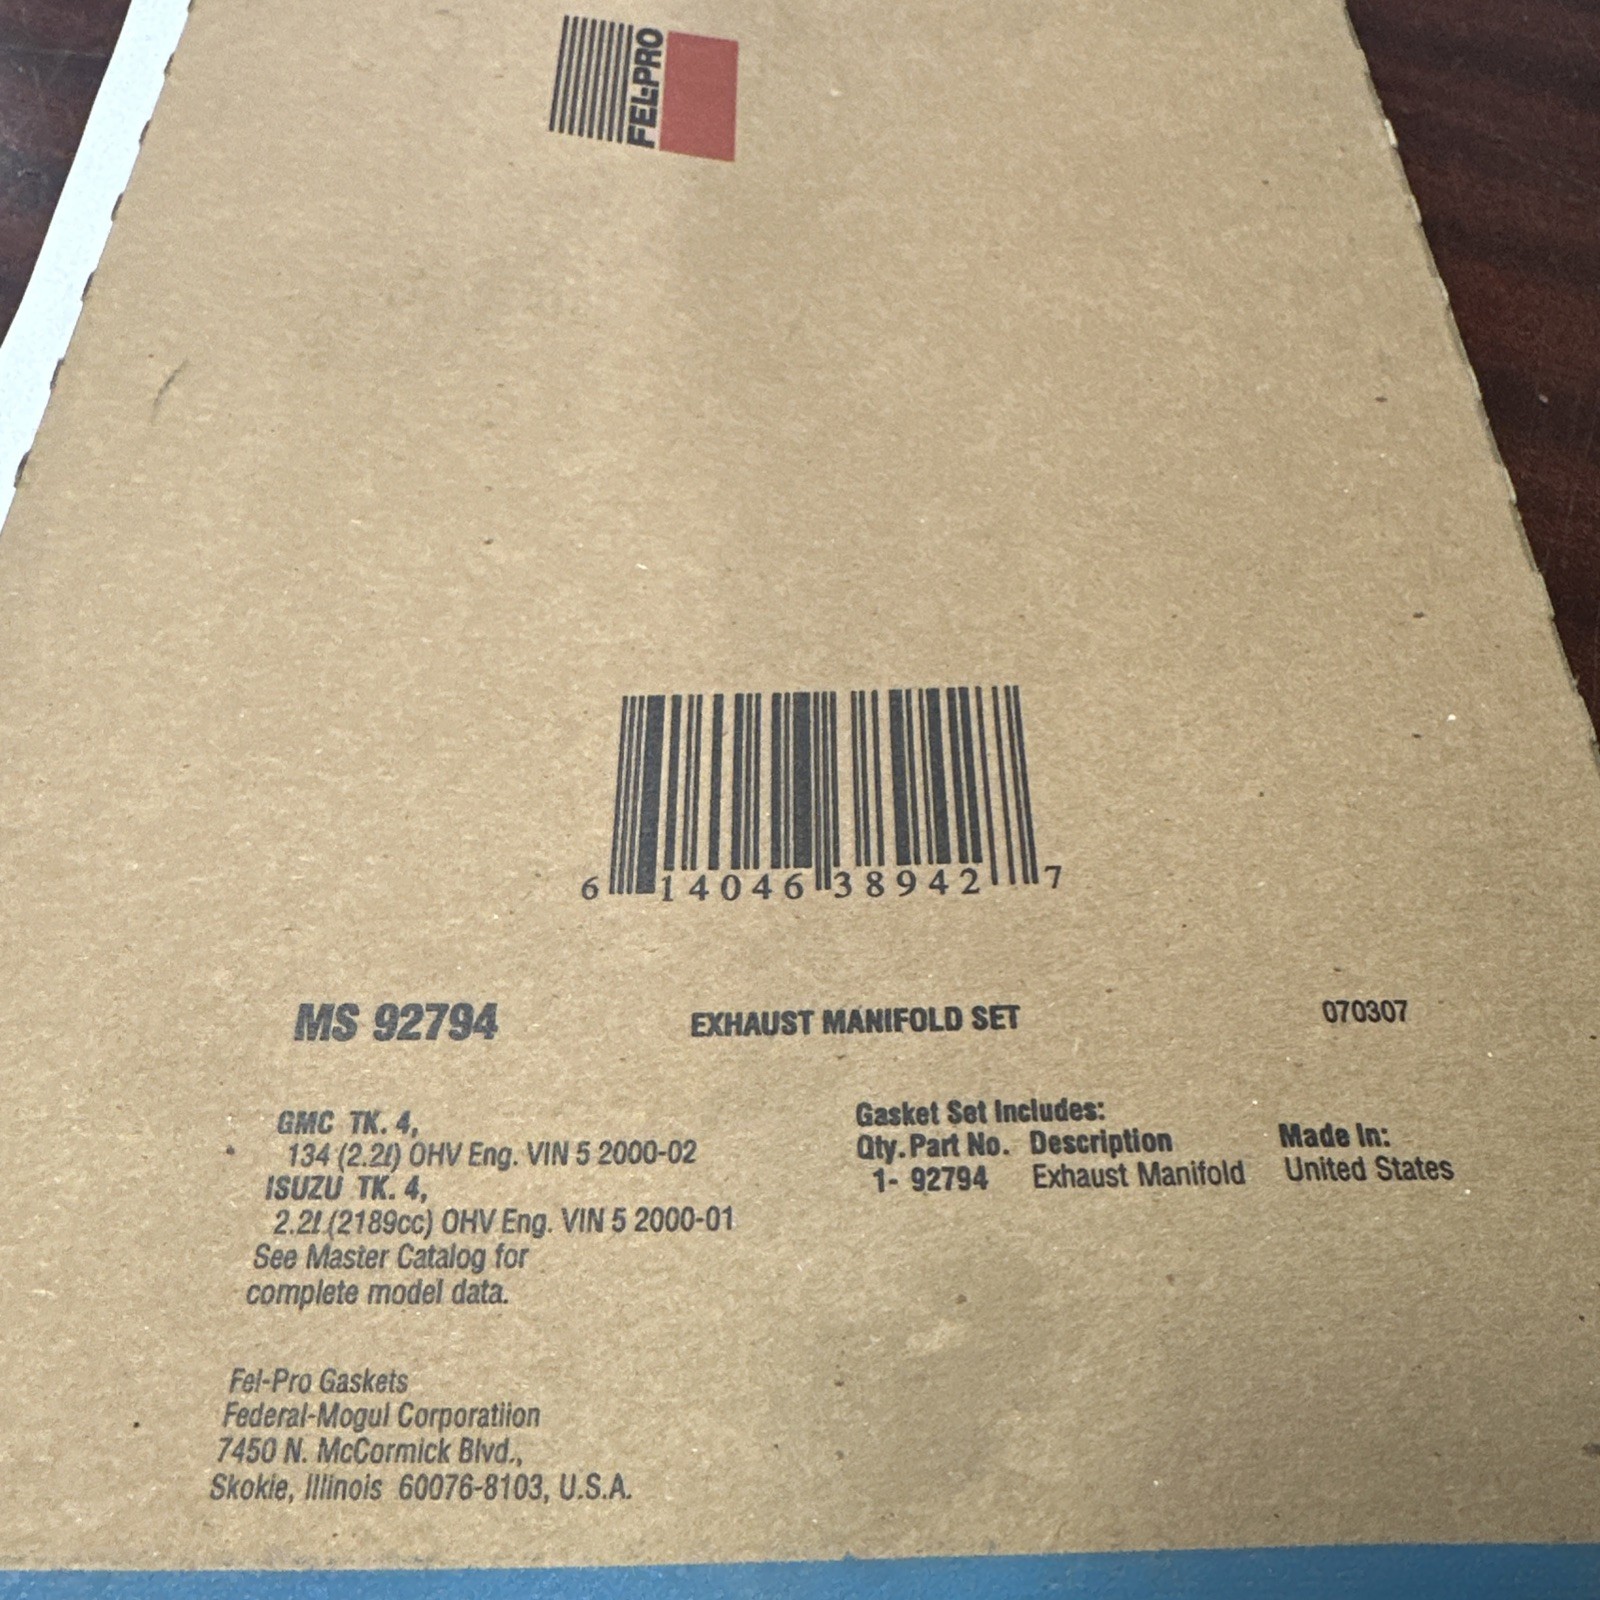 FEL-PRO
6 14046 38942 7
MS 92794 EXHAUST MANIFOLD SET 070307
GMC TK. 4,
134 (2.2ℓ) OHV Eng. VIN 5 2000-02
ISUZU TK. 4,
2.2ℓ (2189cc) OHV Eng. VIN 5 2000-01
See Master Catalog for
complete model data.
Gasket Set Includes:
Qty. Part No. Description
1- 92794 Exhaust Manifold
Made In:
United States
Fel-Pro Gaskets
Federal-Mogul Corporatiion
7450 N. McCormick Blvd.,
Skokie, Illinois 60076-8103, U.S.A.